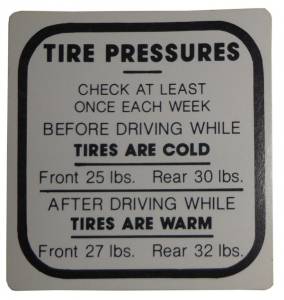 TIRE PRESSURES
CHECK AT LEAST
ONCE EACH WEEK
BEFORE DRIVING WHILE
TIRES ARE COLD
Front 25 lbs. Rear 30 lbs.
AFTER DRIVING WHILE
TIRES ARE WARM
Front 27 lbs. Rear 32 lbs.